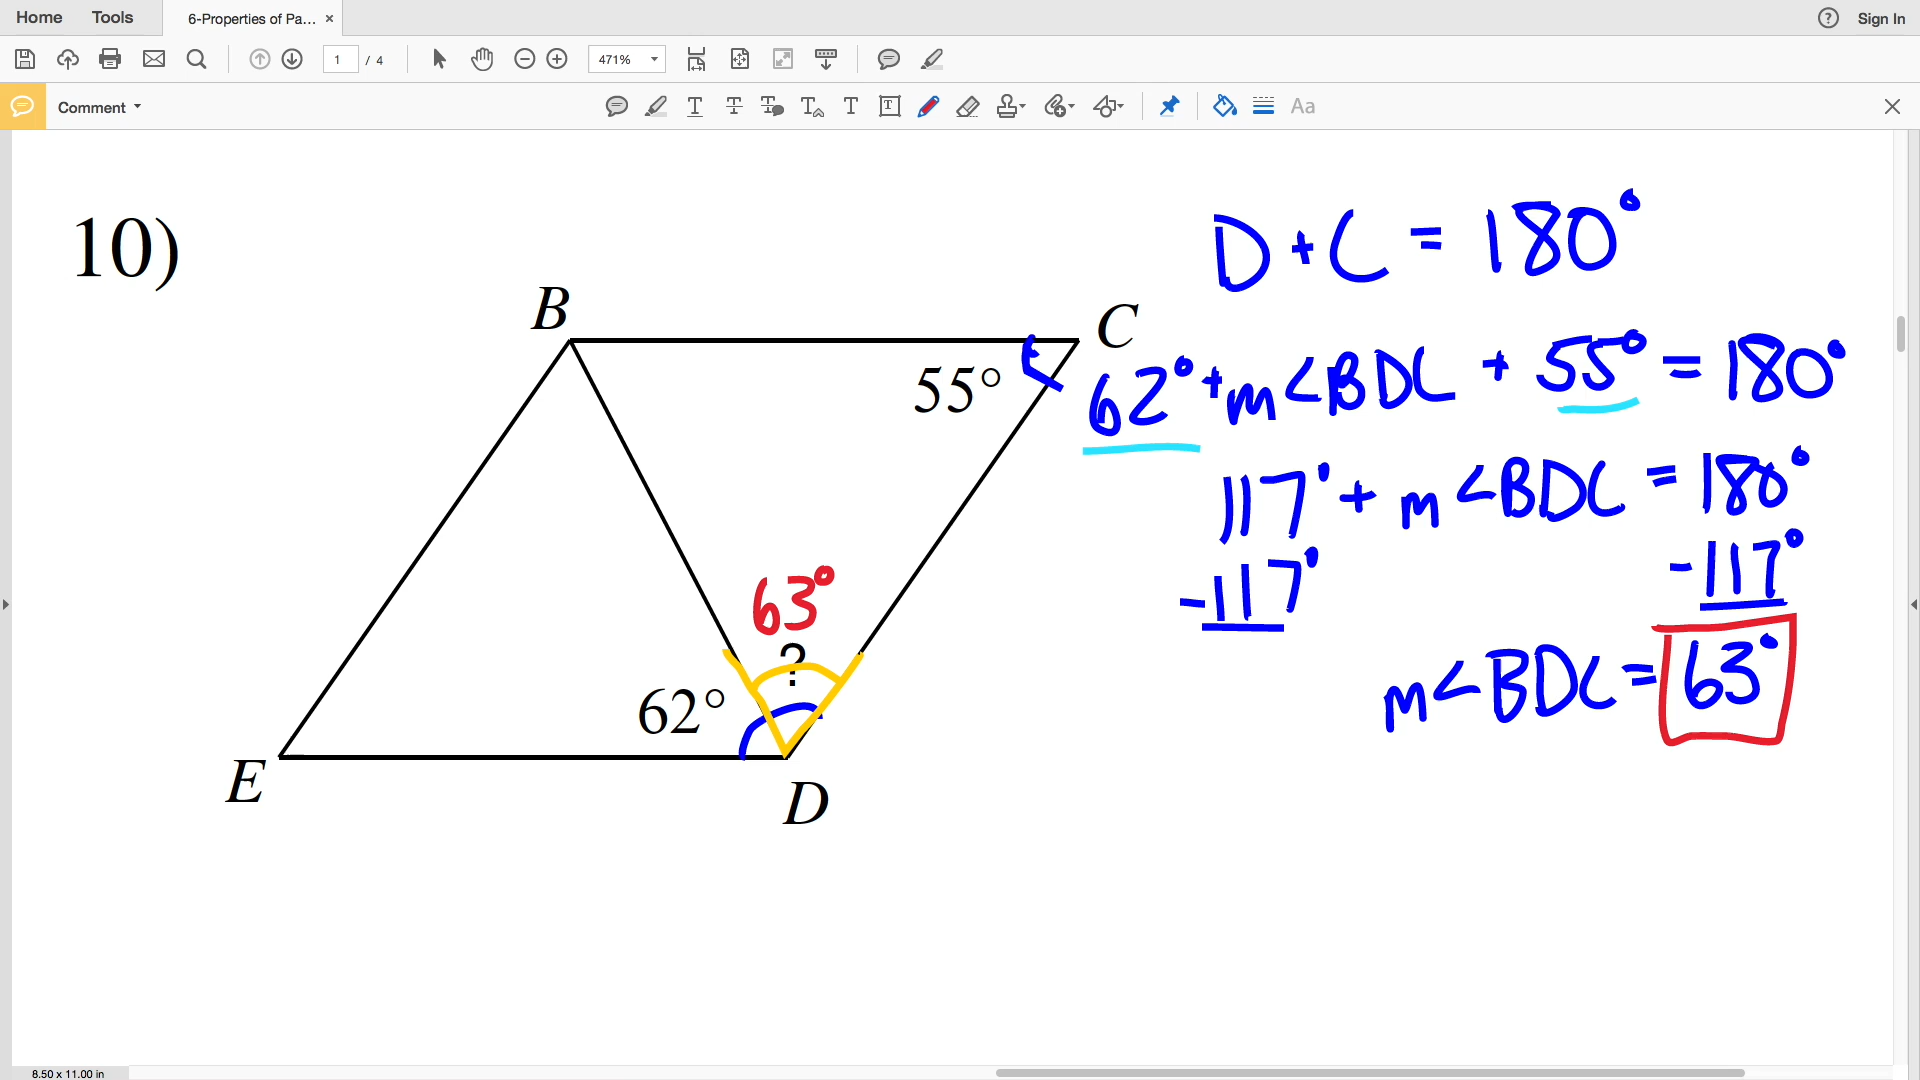 Home Tools 6-Properties of Pa... × ? Sign In
1 / 4 471%
Comment T T T T T T Aa
10)
D + C = 180°
B C
55°
62° + m<BDC + 55° = 180°
117° + m<BDC = 180°
-117° -117°
63°
?
62°
m<BDC = 63°
E D
8.50 x 11.00 in